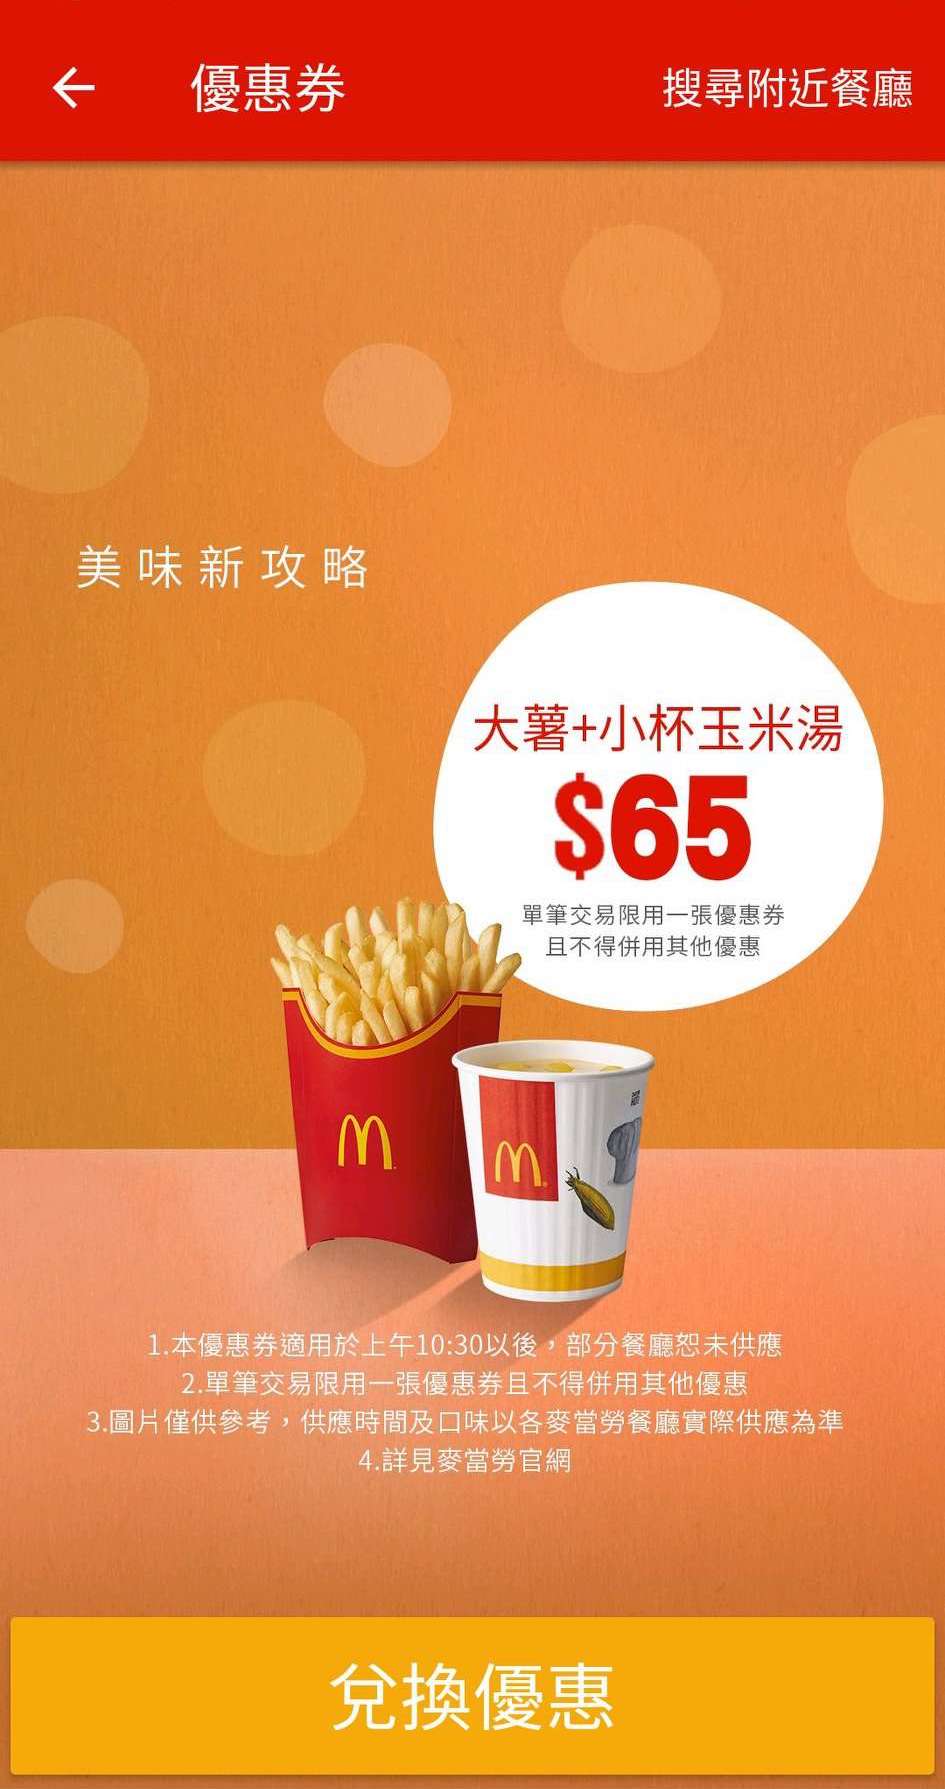 優惠券
搜尋附近餐廳
美味新攻略
大薯+小杯玉米湯
$65
單筆交易限用一張優惠券
且不得併用其他優惠
1.本優惠券適用於上午10:30以後，部分餐廳恕未供應
2.單筆交易限用一張優惠券且不得併用其他優惠
3.圖片僅供參考，供應時間及口味以各麥當勞餐廳實際供應為準
4.詳見麥當勞官網
兌換優惠